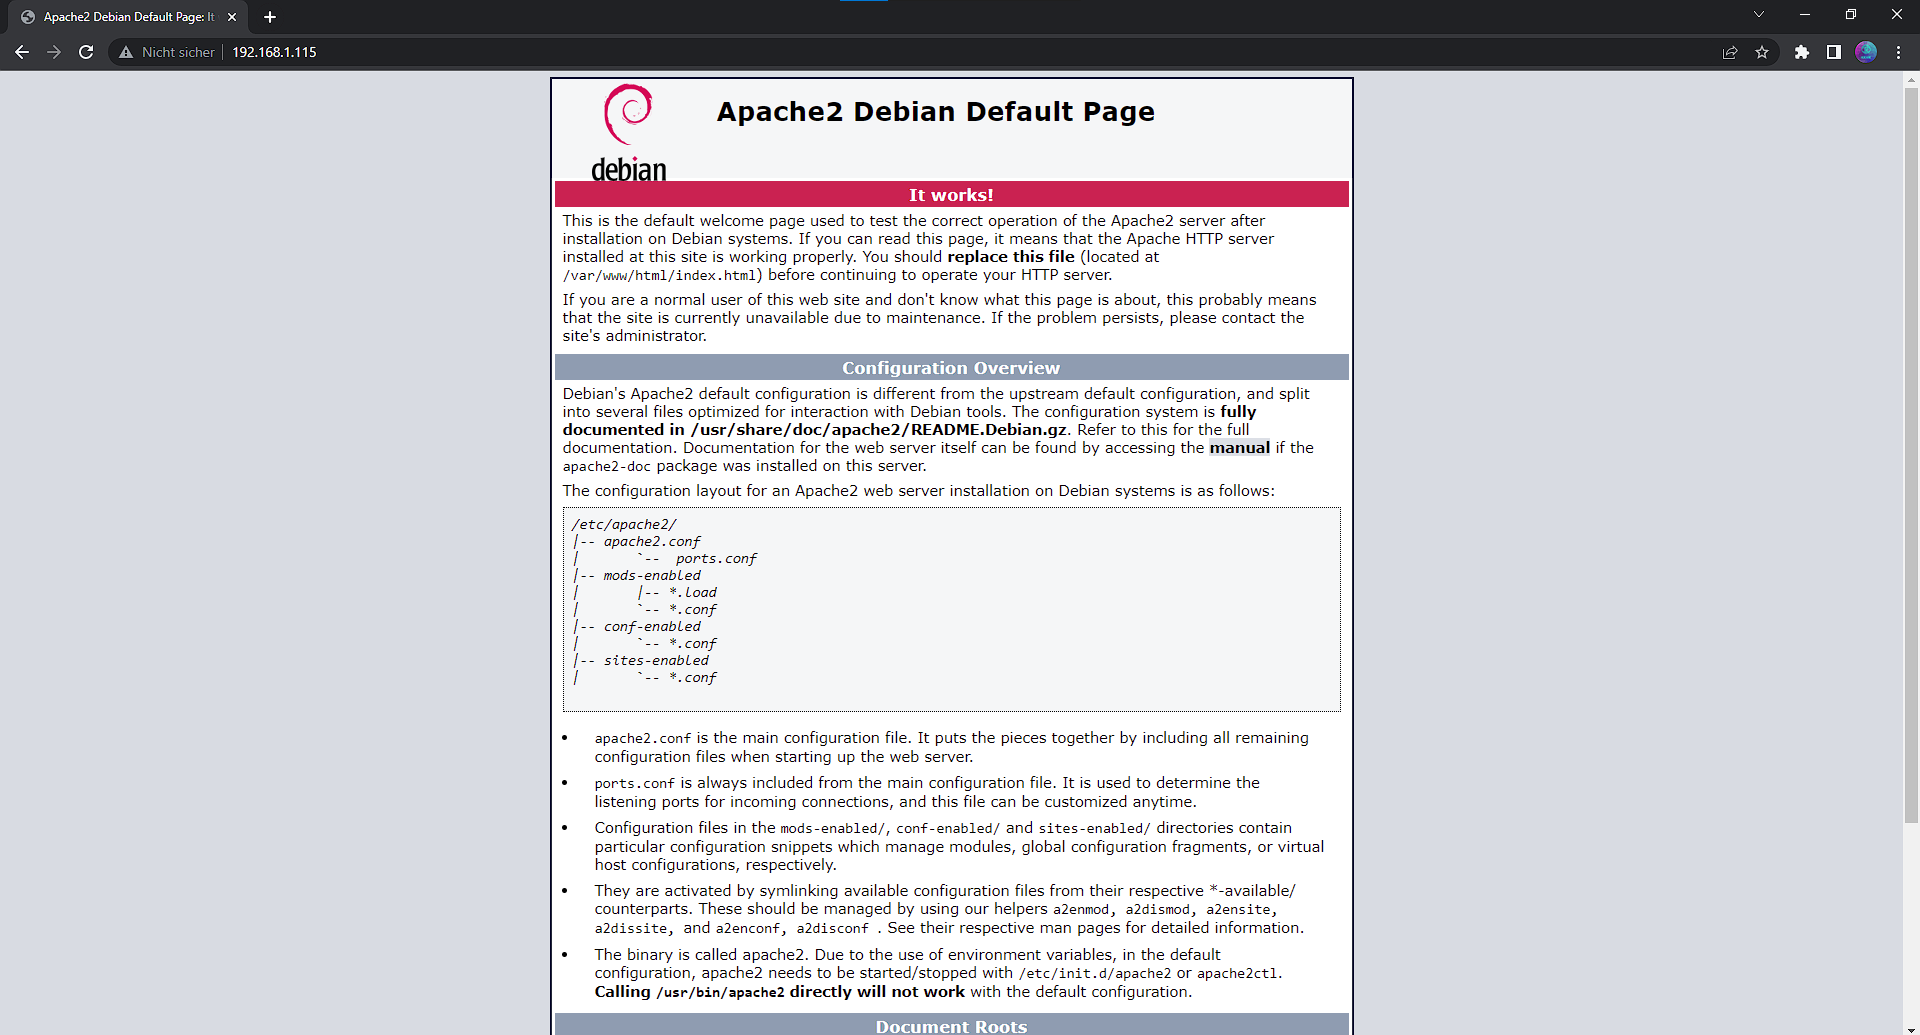 Apache2 Debian Default Page: It
Nicht sicher 192.168.1.115
debian
Apache2 Debian Default Page
It works!
This is the default welcome page used to test the correct operation of the Apache2 server after
installation on Debian systems. If you can read this page, it means that the Apache HTTP server
installed at this site is working properly. You should replace this file (located at
/var/www/html/index.html) before continuing to operate your HTTP server.
If you are a normal user of this web site and don't know what this page is about, this probably means
that the site is currently unavailable due to maintenance. If the problem persists, please contact the
site's administrator.
Configuration Overview
Debian's Apache2 default configuration is different from the upstream default configuration, and split
into several files optimized for interaction with Debian tools. The configuration system is fully
documented in /usr/share/doc/apache2/README.Debian.gz. Refer to this for the full
documentation. Documentation for the web server itself can be found by accessing the manual if the
apache2-doc package was installed on this server.
The configuration layout for an Apache2 web server installation on Debian systems is as follows:
/etc/apache2/
|-- apache2.conf
|       `--  ports.conf
|-- mods-enabled
|       |-- *.load
|       `-- *.conf
|-- conf-enabled
|       `-- *.conf
|-- sites-enabled
|       `-- *.conf
• apache2.conf is the main configuration file. It puts the pieces together by including all remaining
configuration files when starting up the web server.
• ports.conf is always included from the main configuration file. It is used to determine the
listening ports for incoming connections, and this file can be customized anytime.
• Configuration files in the mods-enabled/, conf-enabled/ and sites-enabled/ directories contain
particular configuration snippets which manage modules, global configuration fragments, or virtual
host configurations, respectively.
• They are activated by symlinking available configuration files from their respective *-available/
counterparts. These should be managed by using our helpers a2enmod, a2dismod, a2ensite,
a2dissite, and a2enconf, a2disconf . See their respective man pages for detailed information.
• The binary is called apache2. Due to the use of environment variables, in the default
configuration, apache2 needs to be started/stopped with /etc/init.d/apache2 or apache2ctl.
Calling /usr/bin/apache2 directly will not work with the default configuration.
Document Roots